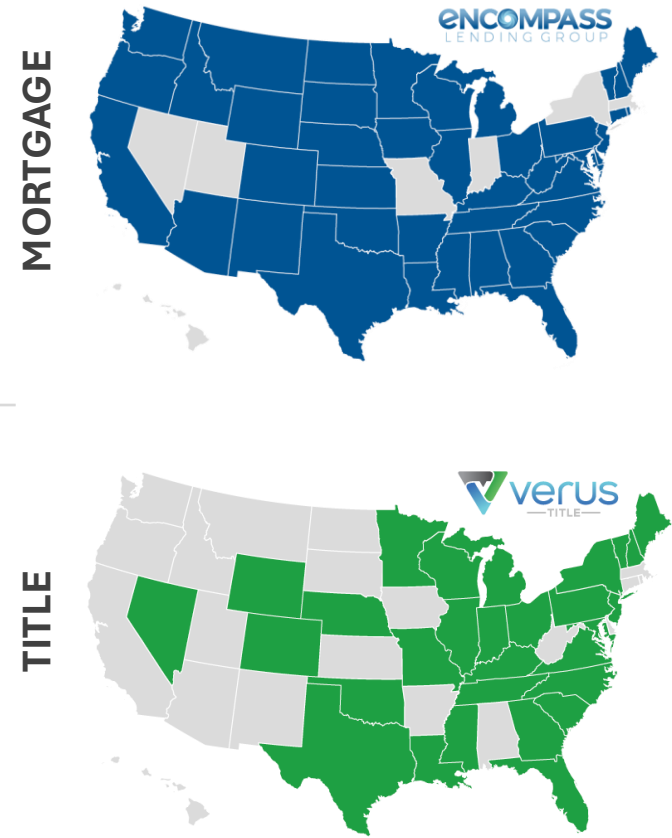 MORTGAGE
encompass
LENDING GROUP
TITLE
verus
TITLE